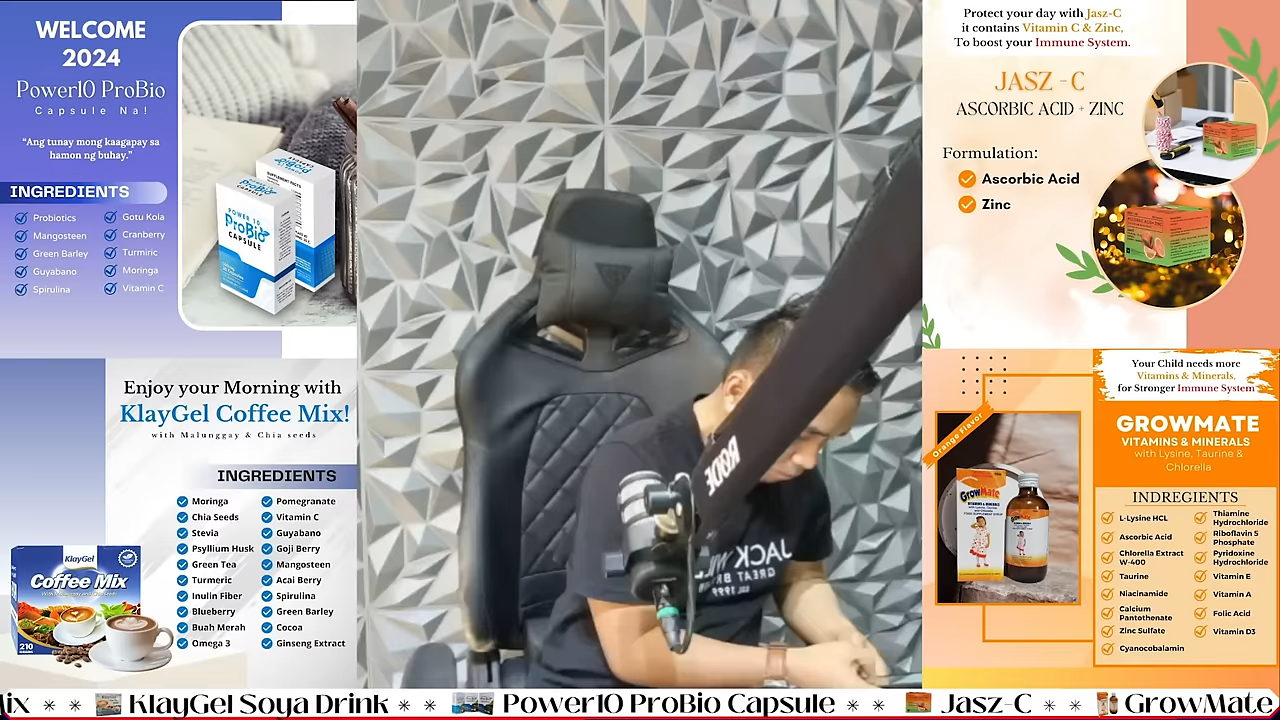 WELCOME
2024
Power10 ProBio
Capsule Na!
“Ang tunay mong kaagapay sa
hamon ng buhay.”
INGREDIENTS
Probiotics
Mangosteen
Green Barley
Guyabano
Spirulina
Gotu Kola
Cranberry
Turmiric
Moringa
Vitamin C
POWER 10
ProBio
CAPSULE
Enjoy your Morning with
KlayGel Coffee Mix!
with Malunggay & Chia seeds
INGREDIENTS
Moringa
Chia Seeds
Stevia
Psyllium Husk
Green Tea
Turmeric
Inulin Fiber
Blueberry
Buah Merah
Omega 3
Pomegranate
Vitamin C
Guyabano
Goji Berry
Mangosteen
Acai Berry
Spirulina
Green Barley
Cocoa
Ginseng Extract
KlayGel
Coffee Mix
210
RODE
JACK WILLS
GREAT BRITAIN
EST. 1999
Protect your day with Jasz-C
it contains Vitamin C & Zinc,
To boost your Immune System.
JASZ -C
ASCORBIC ACID + ZINC
Formulation:
Ascorbic Acid
Zinc
Your Child needs more
Vitamins & Minerals,
for Stronger Immune System
Orange Flavor
GROWMATE
VITAMINS & MINERALS
with Lysine, Taurine &
Chlorella
GrowMate
INDREGIENTS
L-Lysine HCL
Ascorbic Acid
Chlorella Extract
W-400
Taurine
Niacinamide
Calcium
Pantothenate
Zinc Sulfate
Cyanocobalamin
Thiamine
Hydrochloride
Riboflavin 5
Phosphate
Pyridoxine
Hydrochloride
Vitamin E
Vitamin A
Folic Acid
Vitamin D3
ix * * KlayGel Soya Drink * * Power10 ProBio Capsule * * Jasz-C * * GrowMate